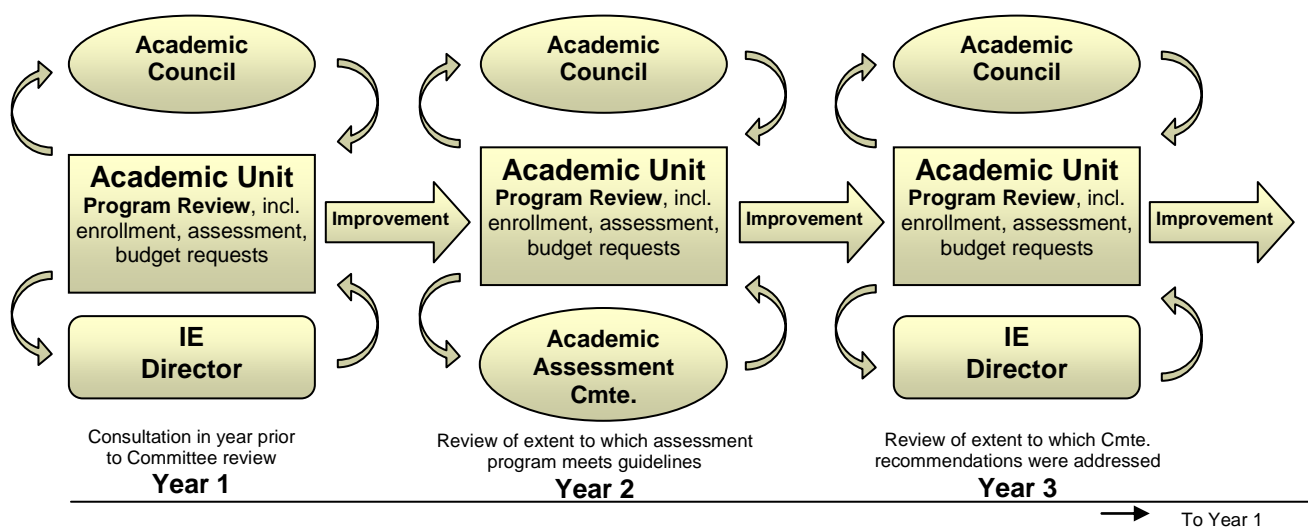 Academic
Council
Academic
Council
Academic
Council
Academic Unit
Program Review, incl.
enrollment, assessment,
budget requests
Improvement
Academic Unit
Program Review, incl.
enrollment, assessment,
budget requests
Improvement
Academic Unit
Program Review, incl.
enrollment, assessment,
budget requests
Improvement
IE
Director
Academic
Assessment
Cmte.
IE
Director
Consultation in year prior
to Committee review
Year 1
Review of extent to which assessment
program meets guidelines
Year 2
Review of extent to which Cmte.
recommendations were addressed
Year 3
To Year 1